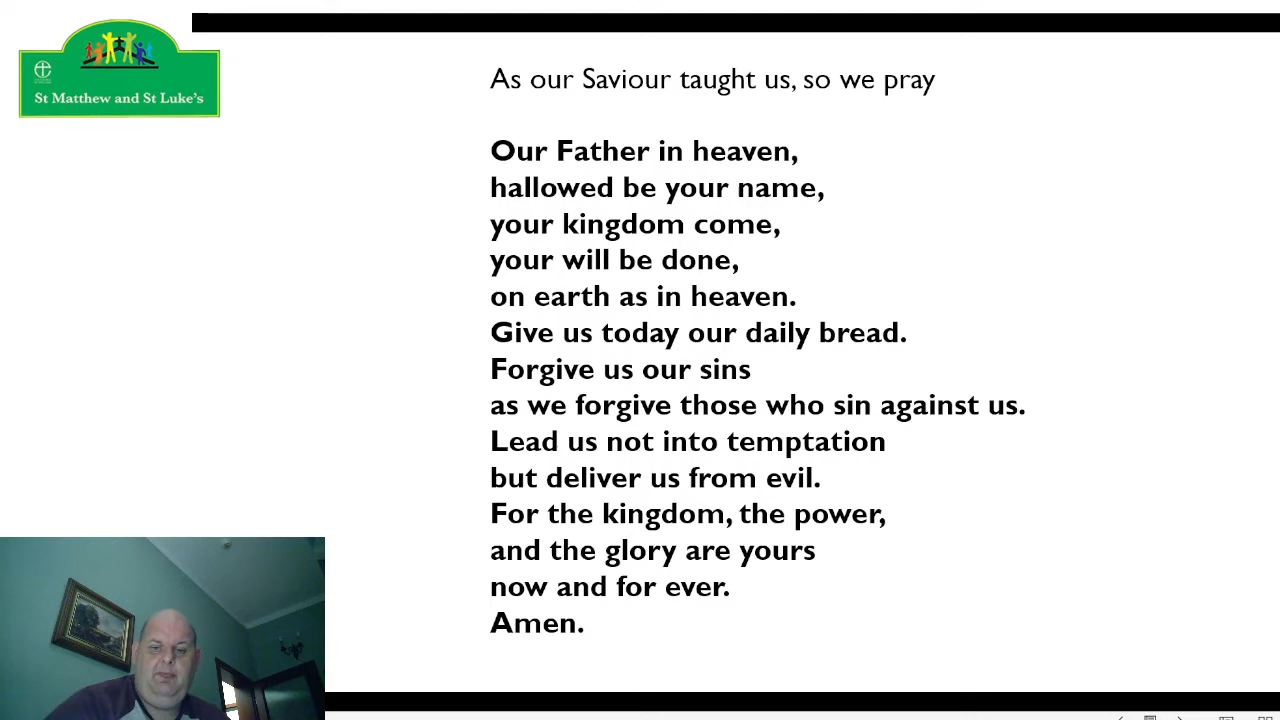 St Matthew and St Luke's
As our Saviour taught us, so we pray
Our Father in heaven,
hallowed be your name,
your kingdom come,
your will be done,
on earth as in heaven.
Give us today our daily bread.
Forgive us our sins
as we forgive those who sin against us.
Lead us not into temptation
but deliver us from evil.
For the kingdom, the power,
and the glory are yours
now and for ever.
Amen.